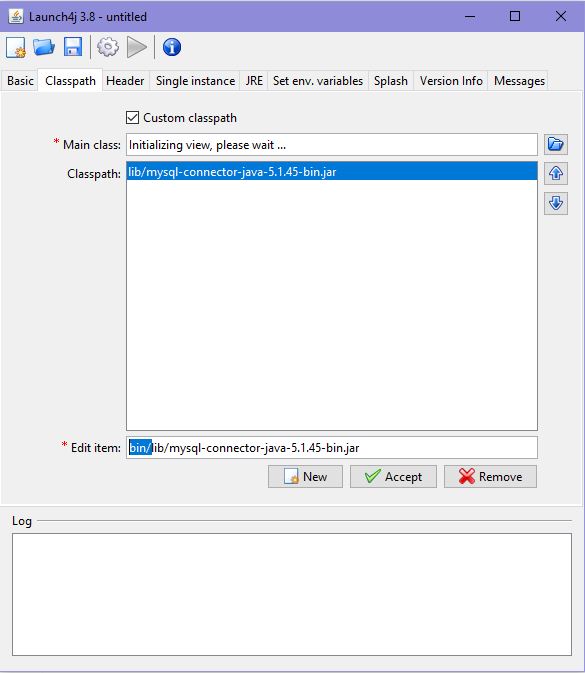 Launch4j 3.8 - untitled
Basic Classpath Header Single instance JRE Set env. variables Splash Version Info Messages
Custom classpath
* Main class: Initializing view, please wait ...
Classpath: lib/mysql-connector-java-5.1.45-bin.jar
* Edit item: bin/lib/mysql-connector-java-5.1.45-bin.jar
New Accept Remove
Log